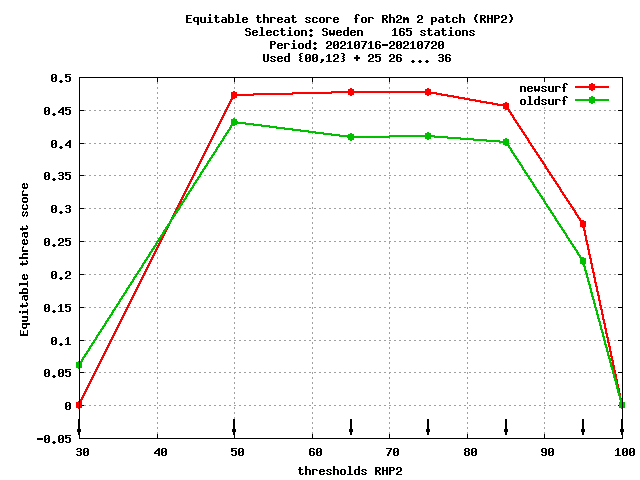 Equitable threat score  for Rh2m 2 patch (RHP2)
Selection: Sweden    165 stations
Period: 20210716-20210720
Used {00,12} + 25 26 ... 36
newsurf
oldsurf
Equitable threat score
0.5
0.45
0.4
0.35
0.3
0.25
0.2
0.15
0.1
0.05
0
-0.05
30 40 50 60 70 80 90 100
thresholds RHP2